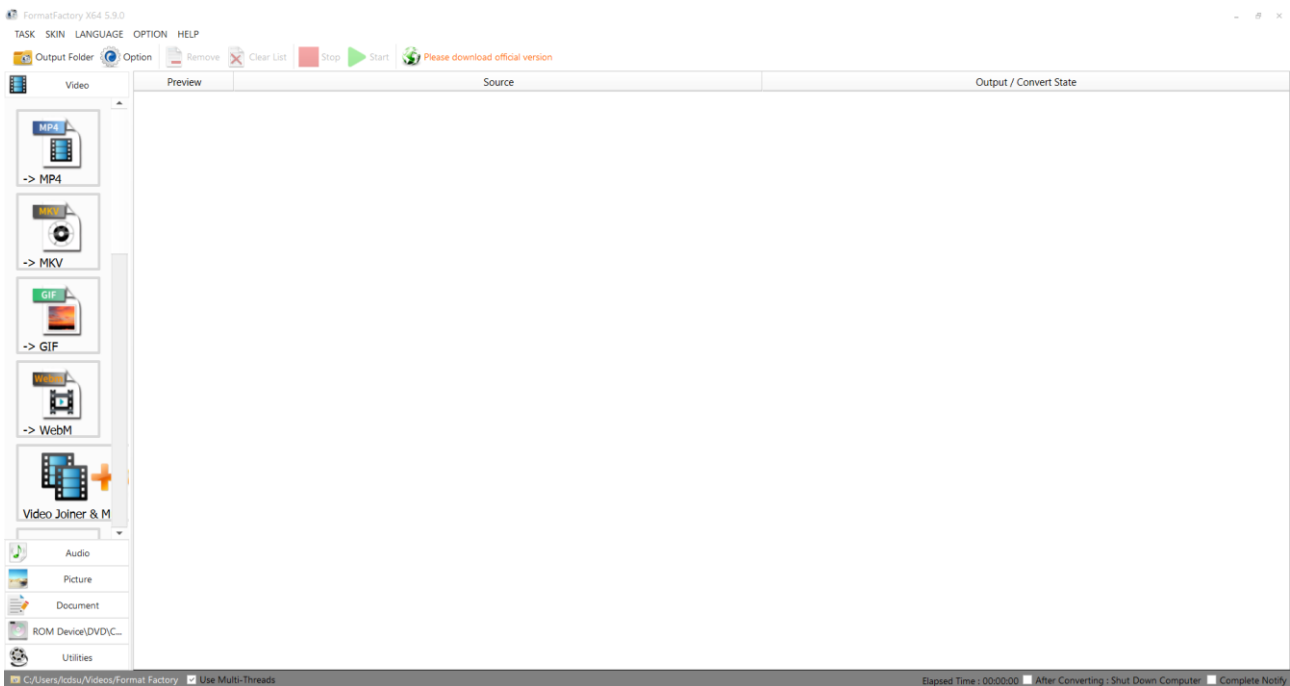 FormatFactory X64 5.9.0
TASK SKIN LANGUAGE OPTION HELP
Output Folder Option Remove Clear List Stop Start Please download official version
Video Preview Source Output / Convert State
MP4
-> MP4
MKV
-> MKV
GIF
-> GIF
WebM
-> WebM
Video Joiner & M
Audio
Picture
Document
ROM Device\DVD\C...
Utilities
C:/Users/lcdsu/Videos/Format Factory Use Multi-Threads Elapsed Time : 00:00:00 After Converting : Shut Down Computer Complete Notify